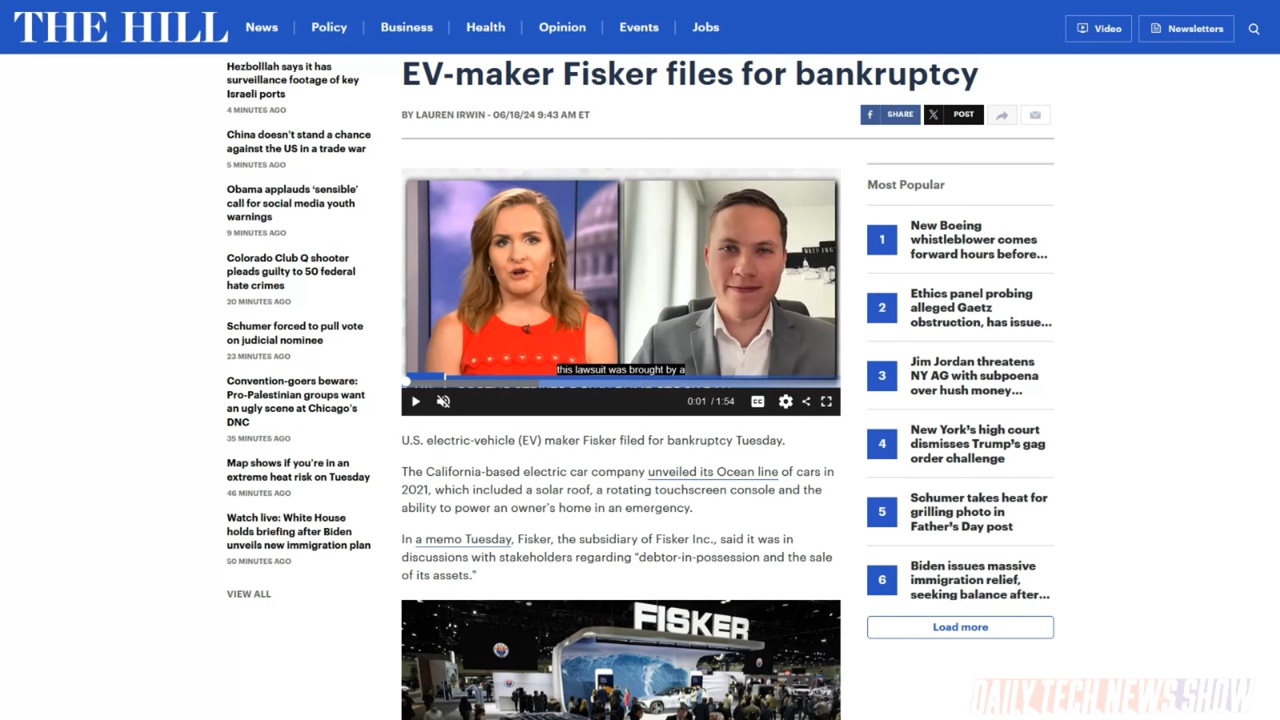 THE HILL
News
Policy
Business
Health
Opinion
Events
Jobs
Video
Newsletters
Hezbolllah says it has
surveillance footage of key
Israeli ports
4 MINUTES AGO
China doesn't stand a chance
against the US in a trade war
5 MINUTES AGO
Obama applauds 'sensible'
call for social media youth
warnings
9 MINUTES AGO
Colorado Club Q shooter
pleads guilty to 50 federal
hate crimes
20 MINUTES AGO
Schumer forced to pull vote
on judicial nominee
23 MINUTES AGO
Convention-goers beware:
Pro-Palestinian groups want
an ugly scene at Chicago's
DNC
35 MINUTES AGO
Map shows if you're in an
extreme heat risk on Tuesday
46 MINUTES AGO
Watch live: White House
holds briefing after Biden
unveils new immigration plan
50 MINUTES AGO
VIEW ALL
EV-maker Fisker files for bankruptcy
BY LAUREN IRWIN - 06/18/24 9:43 AM ET
SHARE
POST
this lawsuit was brought by a
0:01 / 1:54
CC
U.S. electric-vehicle (EV) maker Fisker filed for bankruptcy Tuesday.
The California-based electric car company unveiled its Ocean line of cars in
2021, which included a solar roof, a rotating touchscreen console and the
ability to power an owner's home in an emergency.
In a memo Tuesday, Fisker, the subsidiary of Fisker Inc., said it was in
discussions with stakeholders regarding "debtor-in-possession and the sale
of its assets."
FISKER
Most Popular
1
New Boeing
whistleblower comes
forward hours before...
2
Ethics panel probing
alleged Gaetz
obstruction, has issue...
3
Jim Jordan threatens
NY AG with subpoena
over hush money...
4
New York's high court
dismisses Trump's gag
order challenge
5
Schumer takes heat for
grilling photo in
Father's Day post
6
Biden issues massive
immigration relief,
seeking balance after...
Load more
DAILY TECH NEWS SHOW